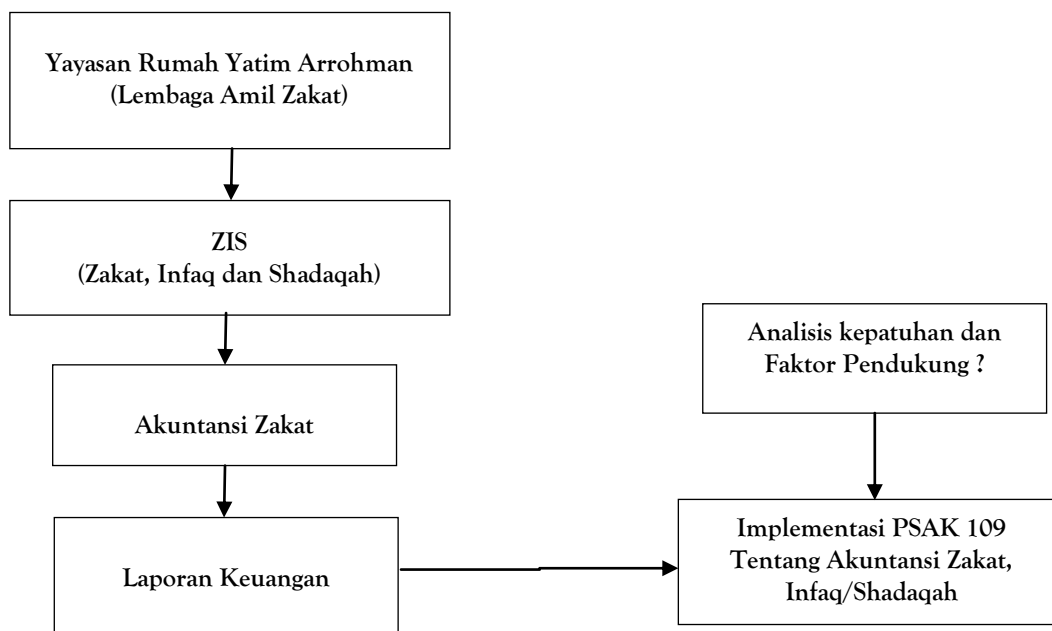 Yayasan Rumah Yatim Arrohman
(Lembaga Amil Zakat)
ZIS
(Zakat, Infaq dan Shadaqah)
Akuntansi Zakat
Laporan Keuangan
Analisis kepatuhan dan
Faktor Pendukung ?
Implementasi PSAK 109
Tentang Akuntansi Zakat,
Infaq/Shadaqah